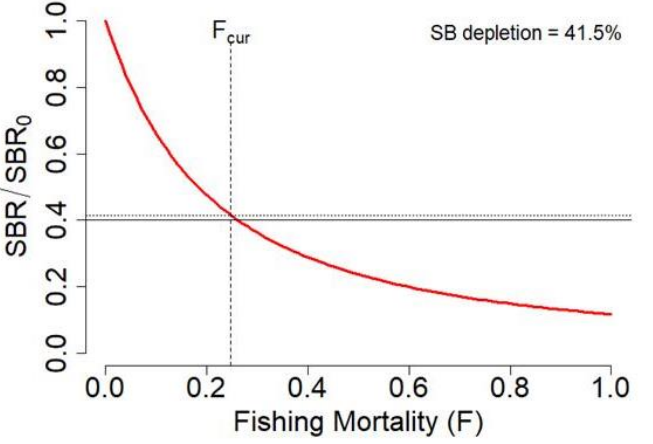 F_cur
SB depletion = 41.5%
SBR / SBR₀
1.0
0.8
0.6
0.4
0.2
0.0
0.0 0.2 0.4 0.6 0.8 1.0
Fishing Mortality (F)